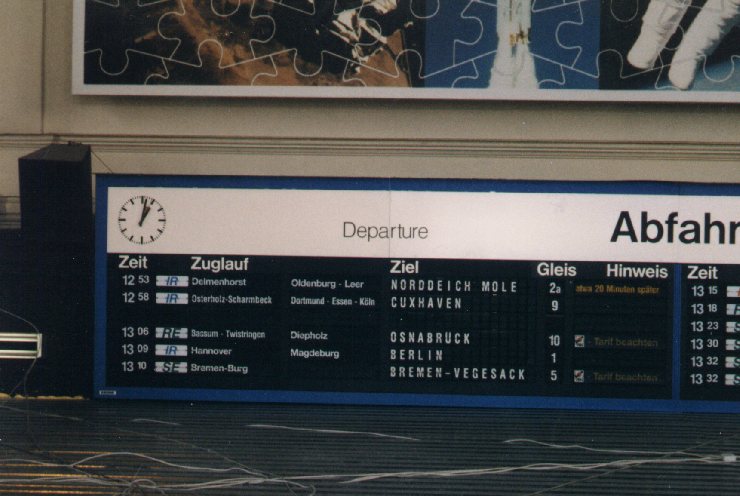 Departure Abfahr
Zeit Zuglauf Ziel Gleis Hinweis Zeit
12 53 IR Delmenhorst Oldenburg - Leer NORDDEICH MOLE 2a etwa 20 Minuten später 13 15
12 58 IR Osterholz-Scharmbeck Dortmund - Essen - Köln CUXHAVEN 9 13 18
13 23
13 06 RE Bassum - Twistringen Diepholz OSNABRÜCK 10 - Tarif beachten 13 30
13 09 IR Hannover Magdeburg BERLIN 1 13 32
13 10 SE Bremen-Burg BREMEN-VEGESACK 5 - Tarif beachten 13 32